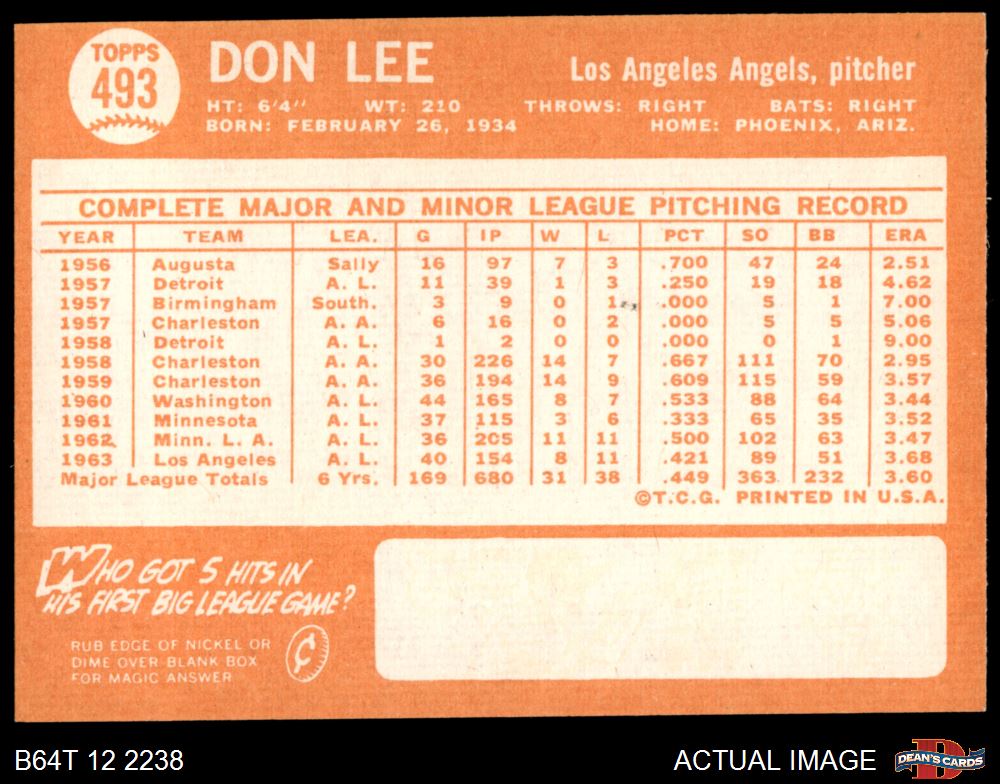 TOPPS
493
DON LEE
Los Angeles Angels, pitcher
HT: 6'4" WT: 210 THROWS: RIGHT BATS: RIGHT
BORN: FEBRUARY 26, 1934 HOME: PHOENIX, ARIZ.
COMPLETE MAJOR AND MINOR LEAGUE PITCHING RECORD
YEAR TEAM LEA. G IP W L PCT SO BB ERA
1956 Augusta Sally 16 97 7 3 .700 47 24 2.51
1957 Detroit A. L. 11 39 1 3 .250 19 18 4.62
1957 Birmingham South. 3 9 0 1 .000 5 1 7.00
1957 Charleston A. A. 6 16 0 2 .000 5 5 5.06
1958 Detroit A. L. 1 2 0 0 .000 0 1 9.00
1958 Charleston A. A. 30 226 14 7 .667 111 70 2.95
1959 Charleston A. A. 36 194 14 9 .609 115 59 3.57
1960 Washington A. L. 44 165 8 7 .533 88 64 3.44
1961 Minnesota A. L. 37 115 3 6 .333 65 35 3.52
1962 Minn. L. A. A. L. 36 205 11 11 .500 102 63 3.47
1963 Los Angeles A. L. 40 154 8 11 .421 89 51 3.68
Major League Totals 6 Yrs. 169 680 31 38 .449 363 232 3.60
©T.C.G. PRINTED IN U.S.A.
WHO GOT 5 HITS IN
HIS FIRST BIG LEAGUE GAME?
RUB EDGE OF NICKEL OR
DIME OVER BLANK BOX
FOR MAGIC ANSWER
¢
B64T 12 2238
ACTUAL IMAGE
D
DEAN'S CARDS